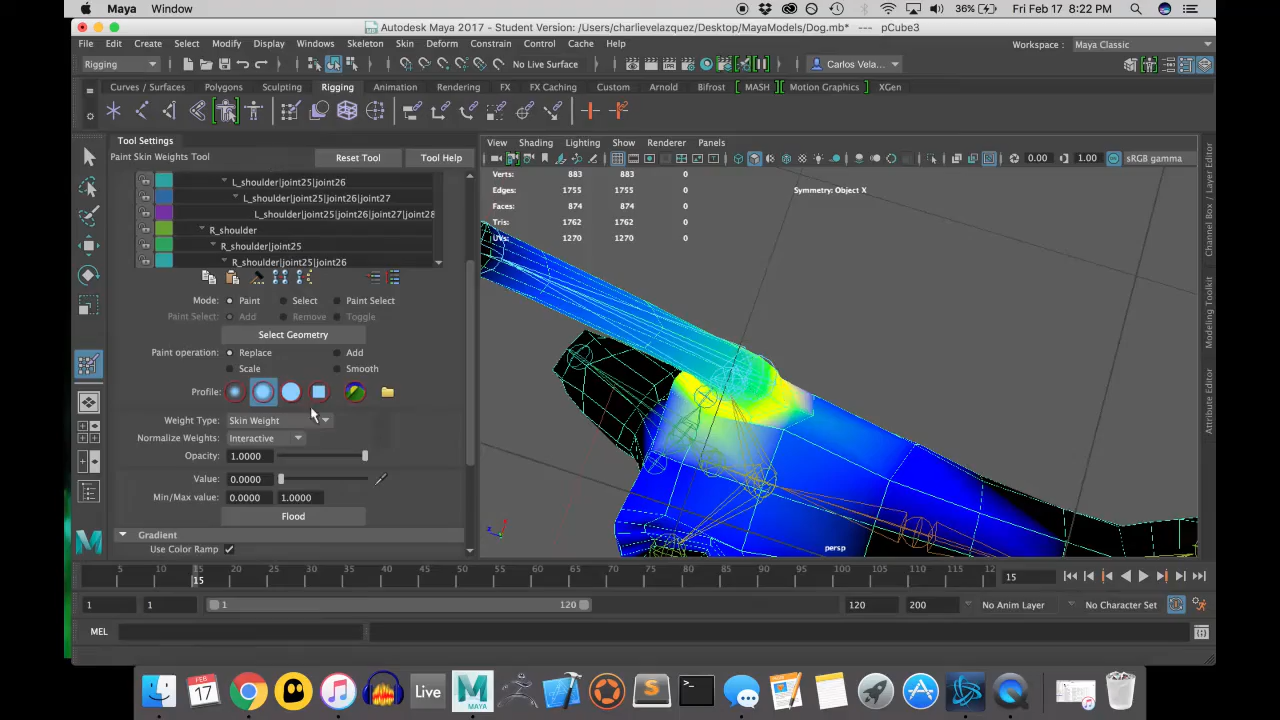 Maya Window 36% Fri Feb 17 8:22 PM
Autodesk Maya 2017 - Student Version: /Users/charlievelazquez/Desktop/MayaModels/Dog.mb* --- pCube3
File Edit Create Select Modify Display Windows Skeleton Skin Deform Constrain Control Cache Help Workspace : Maya Classic
Rigging No Live Surface Carlos Vela...
Curves / Surfaces Polygons Sculpting Rigging Animation Rendering FX FX Caching Custom Arnold Bifrost MASH Motion Graphics XGen
Tool Settings
Paint Skin Weights Tool Reset Tool Tool Help
View Shading Lighting Show Renderer Panels
0.00 1.00 sRGB gamma
L_shoulder|joint25|joint26
L_shoulder|joint25|joint26|joint27
L_shoulder|joint25|joint26|joint27|joint28
R_shoulder
R_shoulder|joint25
R_shoulder|joint25|joint26
Mode: Paint Select Paint Select
Paint Select: Add Remove Toggle
Select Geometry
Paint operation: Replace Add
Scale Smooth
Profile:
Weight Type: Skin Weight
Normalize Weights: Interactive
Opacity: 1.0000
Value: 0.0000
Min/Max value: 0.0000 1.0000
Flood
Gradient
Use Color Ramp
Verts: 883 883 0
Edges: 1755 1755 0
Faces: 874 874 0
Tris: 1762 1762 0
UVs: 1270 1270 0
Symmetry: Object X
z
persp
Channel Box / Layer Editor
Modeling Toolkit
Attribute Editor
5 10 15 20 25 30 35 40 45 50 55 60 65 70 75 80 85 90 95 100 105 110 115 12
15
15
1 1 1 120 120 200 No Anim Layer No Character Set
MEL
FEB
17
Live
MAYA